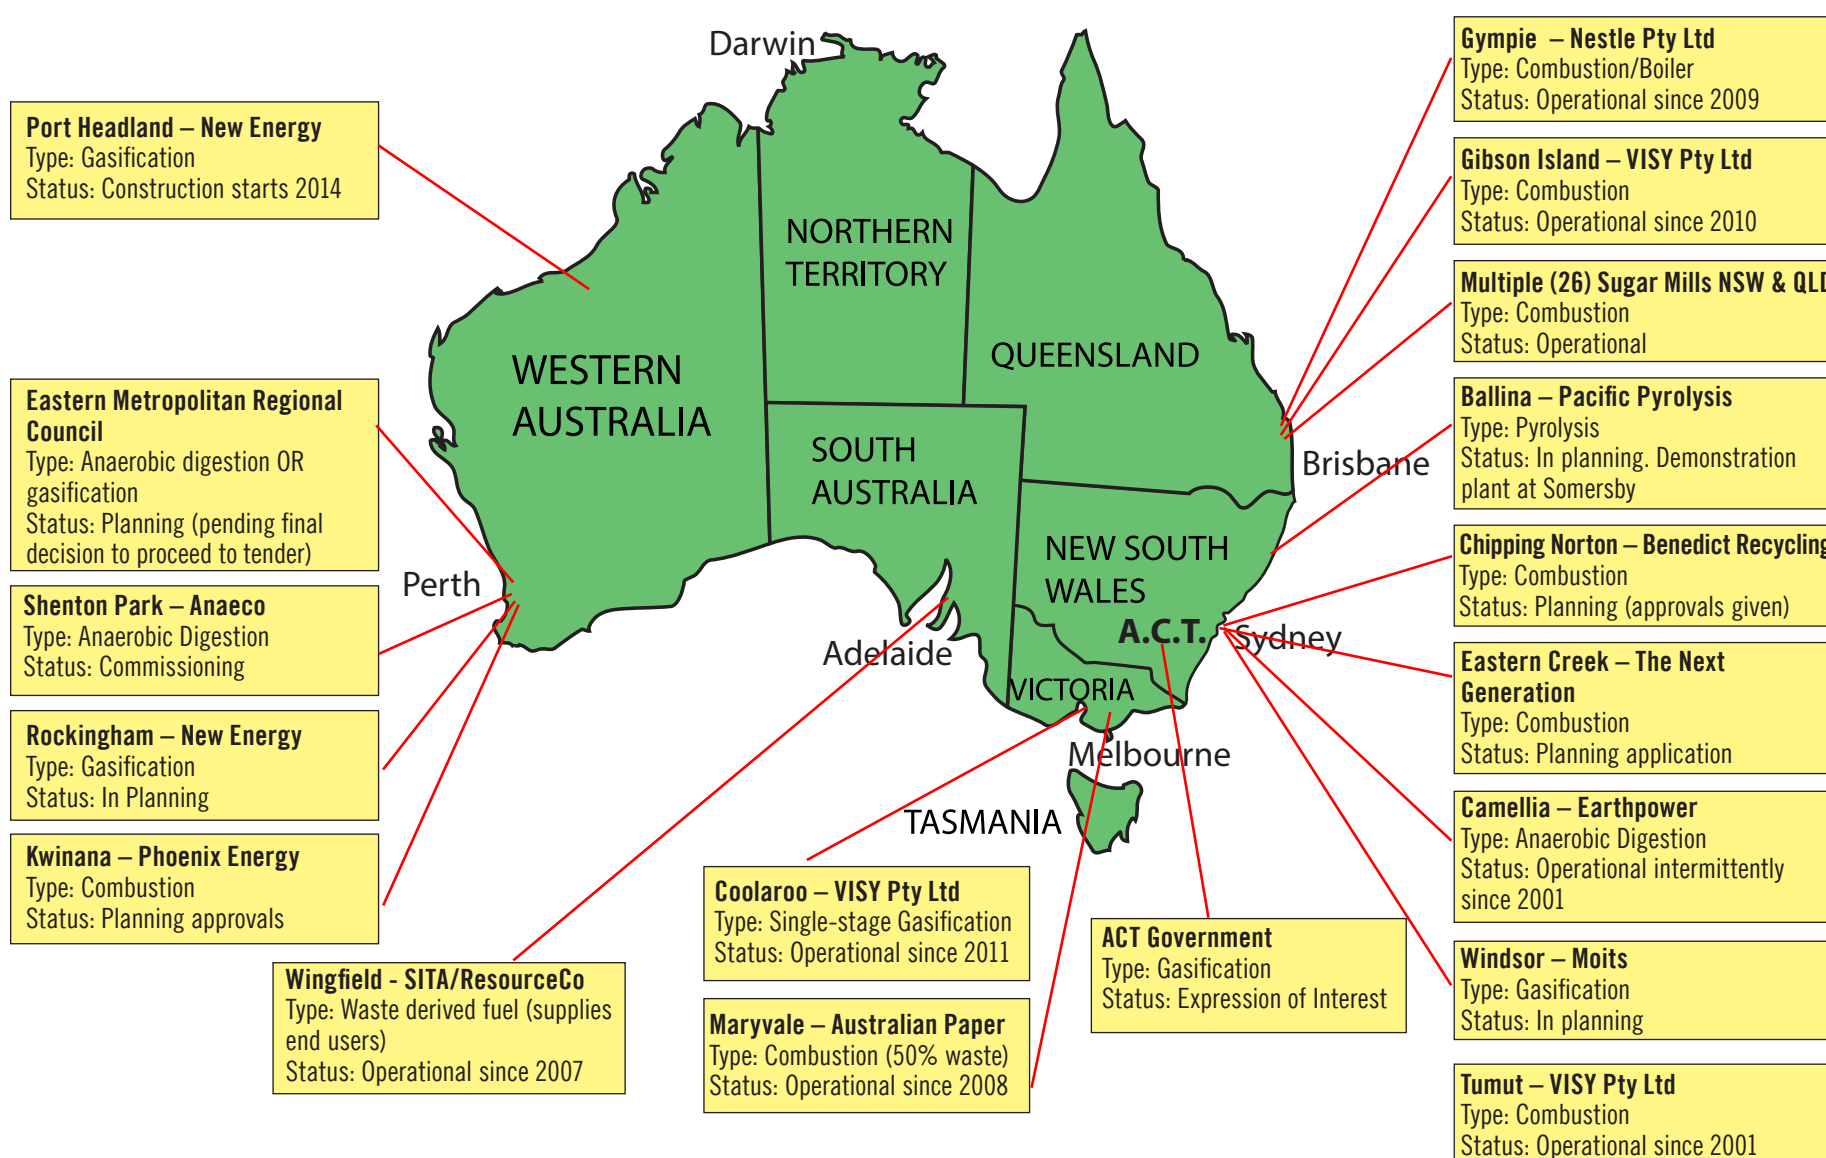 Darwin
NORTHERN
TERRITORY
QUEENSLAND
WESTERN
AUSTRALIA
SOUTH
AUSTRALIA
Brisbane
NEW SOUTH
WALES
A.C.T.
Sydney
Perth
Adelaide
VICTORIA
Melbourne
TASMANIA
Port Headland – New Energy
Type: Gasification
Status: Construction starts 2014
Eastern Metropolitan Regional
Council
Type: Anaerobic digestion OR
gasification
Status: Planning (pending final
decision to proceed to tender)
Shenton Park – Anaeco
Type: Anaerobic Digestion
Status: Commissioning
Rockingham – New Energy
Type: Gasification
Status: In Planning
Kwinana – Phoenix Energy
Type: Combustion
Status: Planning approvals
Wingfield - SITA/ResourceCo
Type: Waste derived fuel (supplies
end users)
Status: Operational since 2007
Coolaroo – VISY Pty Ltd
Type: Single-stage Gasification
Status: Operational since 2011
Maryvale – Australian Paper
Type: Combustion (50% waste)
Status: Operational since 2008
ACT Government
Type: Gasification
Status: Expression of Interest
Gympie – Nestle Pty Ltd
Type: Combustion/Boiler
Status: Operational since 2009
Gibson Island – VISY Pty Ltd
Type: Combustion
Status: Operational since 2010
Multiple (26) Sugar Mills NSW & QLD
Type: Combustion
Status: Operational
Ballina – Pacific Pyrolysis
Type: Pyrolysis
Status: In planning. Demonstration
plant at Somersby
Chipping Norton – Benedict Recycling
Type: Combustion
Status: Planning (approvals given)
Eastern Creek – The Next
Generation
Type: Combustion
Status: Planning application
Camellia – Earthpower
Type: Anaerobic Digestion
Status: Operational intermittently
since 2001
Windsor – Moits
Type: Gasification
Status: In planning
Tumut – VISY Pty Ltd
Type: Combustion
Status: Operational since 2001